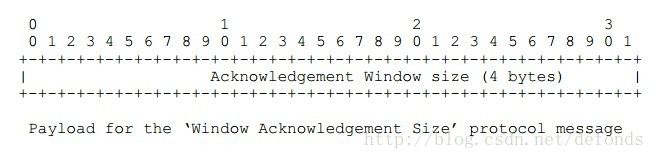 0                   1                   2                   3
0 1 2 3 4 5 6 7 8 9 0 1 2 3 4 5 6 7 8 9 0 1 2 3 4 5 6 7 8 9 0 1
+-+-+-+-+-+-+-+-+-+-+-+-+-+-+-+-+-+-+-+-+-+-+-+-+-+-+-+-+-+-+-+-+
| Acknowledgement Window size (4 bytes) |
+-+-+-+-+-+-+-+-+-+-+-+-+-+-+-+-+-+-+-+-+-+-+-+-+-+-+-+-+-+-+-+-+
Payload for the ‘Window Acknowledgement Size’ protocol message
http://blog.csdn.net/defonds